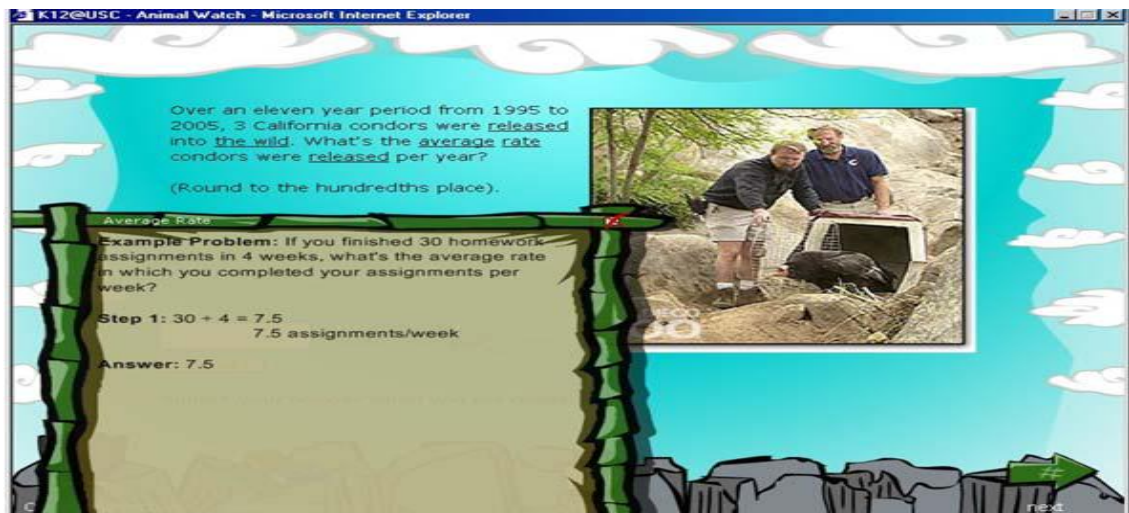 K12@USC - Animal Watch - Microsoft Internet Explorer
Over an eleven year period from 1995 to
2005, 3 California condors were released
into the wild. What's the average rate
condors were released per year?
(Round to the hundredths place).
Average Rate
Example Problem: If you finished 30 homework
assignments in 4 weeks, what's the average rate
in which you completed your assignments per
week?
Step 1: 30 ÷ 4 = 7.5
7.5 assignments/week
Answer: 7.5
next